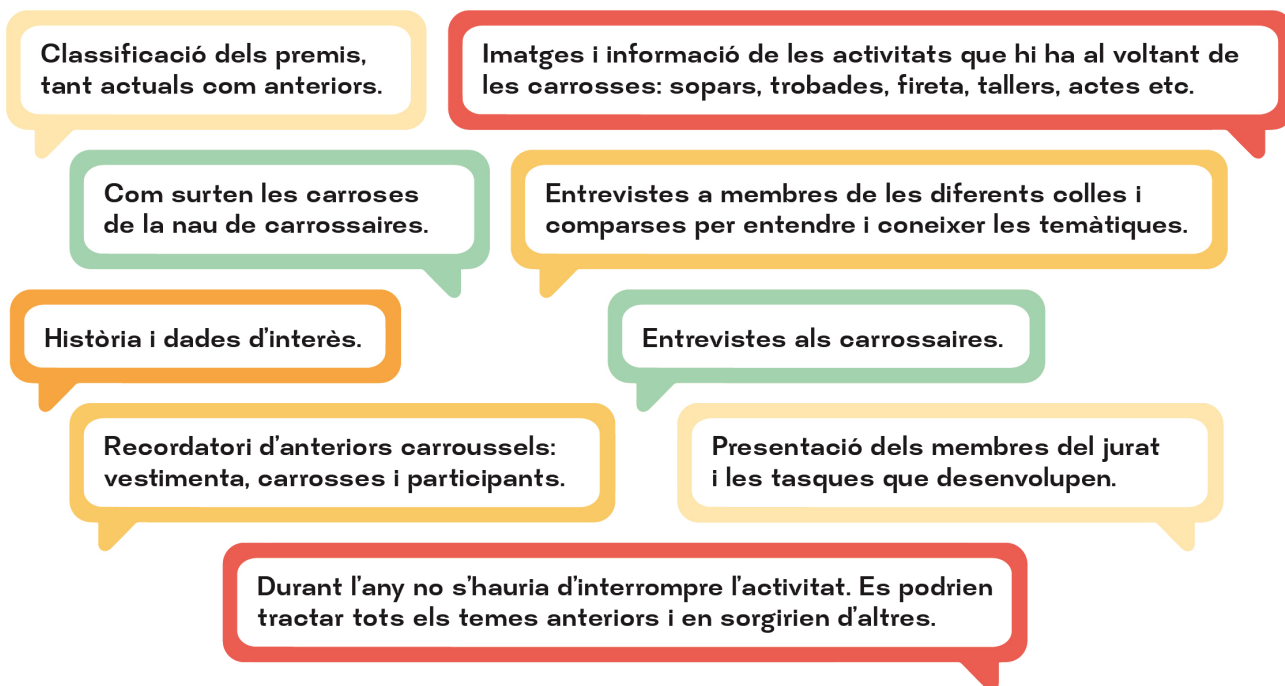 Classificació dels premis,
tant actuals com anteriors.
Imatges i informació de les activitats que hi ha al voltant de
les carrosses: sopars, trobades, fireta, tallers, actes etc.
Com surten les carroses
de la nau de carrossaires.
Entrevistes a membres de les diferents colles i
comparses per entendre i coneixer les temàtiques.
Història i dades d'interès.
Entrevistes als carrossaires.
Recordatori d'anteriors carroussels:
vestimenta, carrosses i participants.
Presentació dels membres del jurat
i les tasques que desenvolupen.
Durant l'any no s'hauria d'interrompre l'activitat. Es podrien
tractar tots els temes anteriors i en sorgirien d'altres.